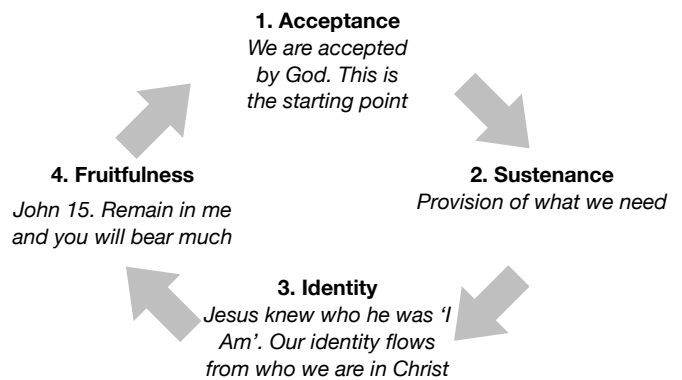 1. Acceptance
We are accepted
by God. This is
the starting point
2. Sustenance
Provision of what we need
3. Identity
Jesus knew who he was ‘I
Am’. Our identity flows
from who we are in Christ
4. Fruitfulness
John 15. Remain in me
and you will bear much